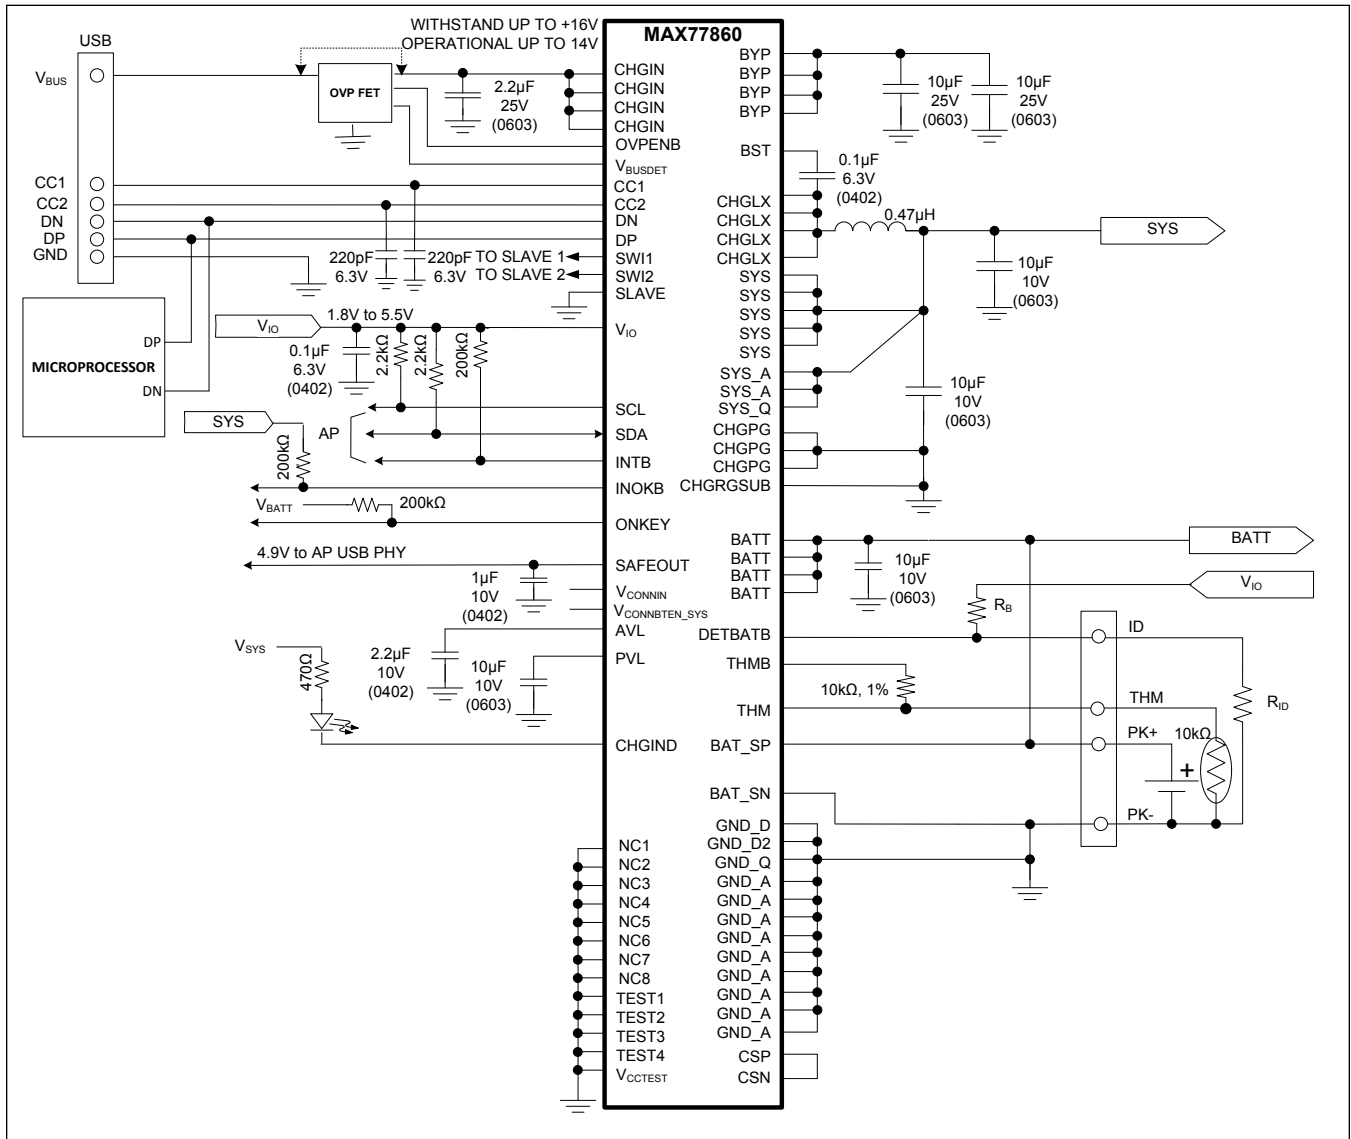 WITHSTAND UP TO +16V
OPERATIONAL UP TO 14V
USB
VBUS
CC1
CC2
DN
DP
GND
OVP FET
2.2µF
25V
(0603)
220pF
6.3V
220pF
6.3V
TO SLAVE 1
TO SLAVE 2
MICROPROCESSOR
DP
DN
VIO
1.8V to 5.5V
0.1µF
6.3V
(0402)
2.2kΩ
2.2kΩ
200kΩ
SYS
200kΩ
AP
VBATT
200kΩ
4.9V to AP USB PHY
1µF
10V
(0402)
VSYS
470Ω
2.2µF
10V
(0402)
10µF
10V
(0603)
MAX77860
CHGIN
CHGIN
CHGIN
CHGIN
OVPENB
VBUSDET
CC1
CC2
DN
DP
SWI1
SWI2
SLAVE
VIO
SCL
SDA
INTB
INOKB
ONKEY
SAFEOUT
VCONNIN
VCONNBTEN_SYS
AVL
PVL
CHGIND
NC1
NC2
NC3
NC4
NC5
NC6
NC7
NC8
TEST1
TEST2
TEST3
TEST4
VCCTEST
BYP
BYP
BYP
BYP
BST
CHGLX
CHGLX
CHGLX
CHGLX
SYS
SYS
SYS
SYS
SYS
SYS_A
SYS_A
SYS_Q
CHGPG
CHGPG
CHGPG
CHGRGSUB
BATT
BATT
BATT
BATT
DETBATB
THMB
THM
BAT_SP
BAT_SN
GND_D
GND_D2
GND_Q
GND_A
GND_A
GND_A
GND_A
GND_A
GND_A
GND_A
GND_A
GND_A
CSP
CSN
10µF
25V
(0603)
10µF
25V
(0603)
0.1µF
6.3V
(0402)
0.47µH
SYS
10µF
10V
(0603)
10µF
10V
(0603)
BATT
10µF
10V
(0603)
VIO
RB
ID
10kΩ, 1%
THM
RID
PK+
10kΩ
+
PK-